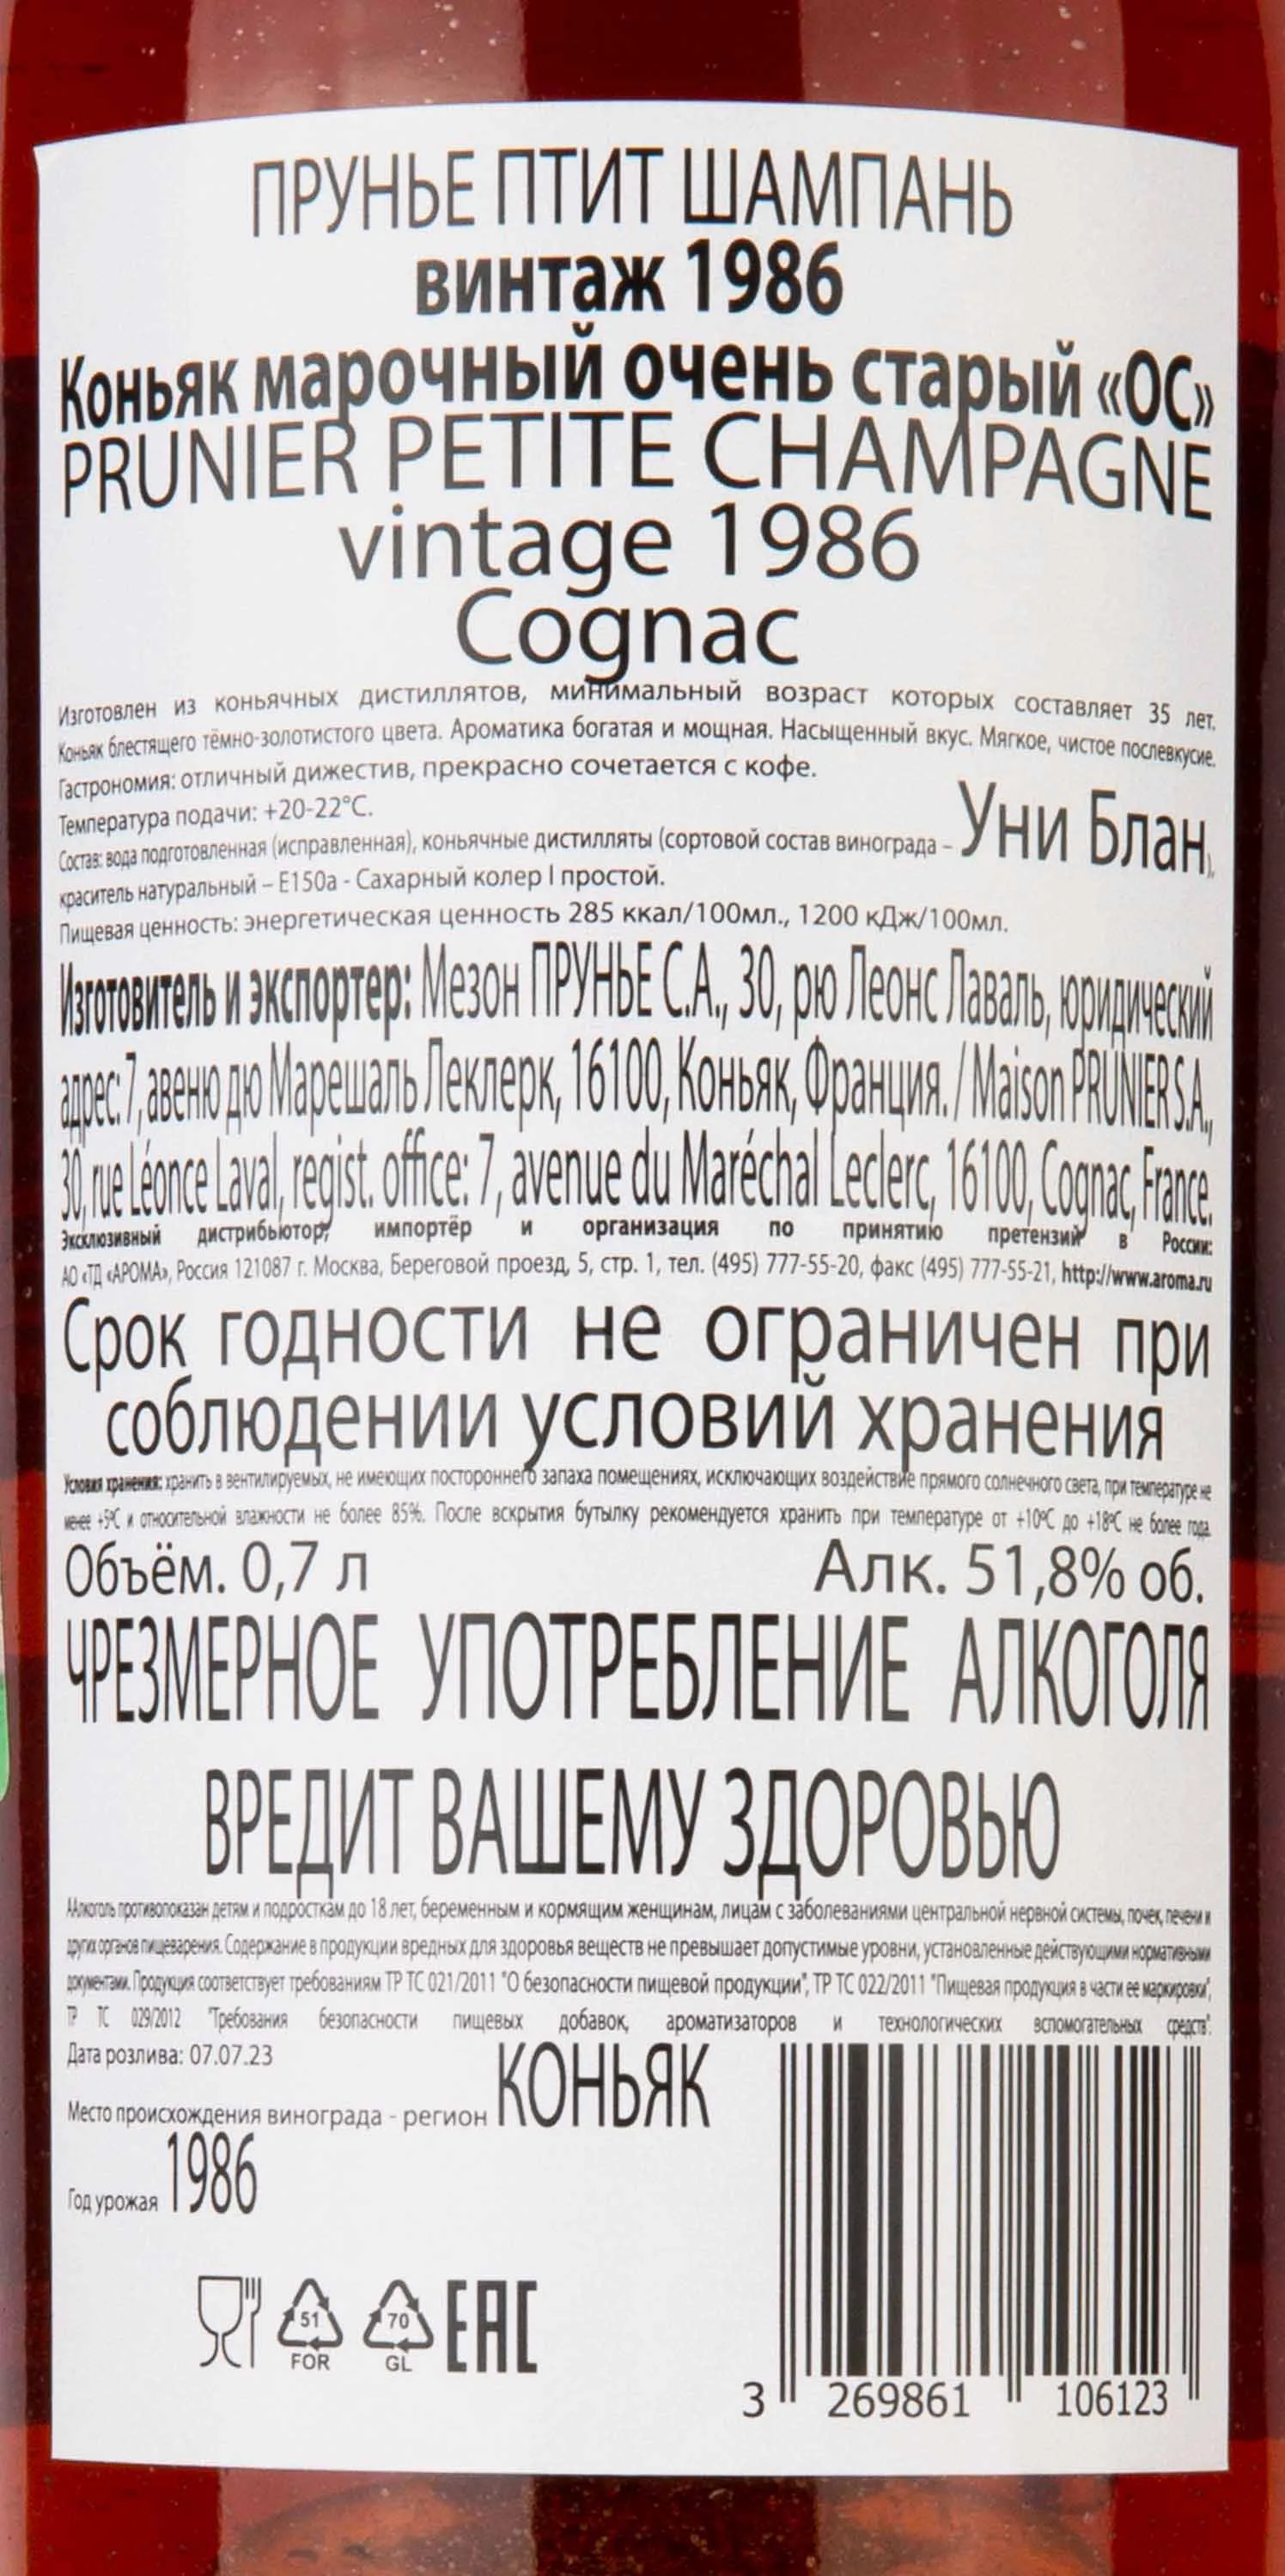 ПРУНЬЕ ПТИТ ШАМПАНЬ
винтаж 1986
Коньяк марочный очень старый «ОС»
PRUNIER PETITE CHAMPAGNE
vintage 1986
Cognac
Изготовлен из коньячных дистиллятов, минимальный возраст которых составляет 35 лет.
Коньяк блестящего тёмно-золотистого цвета. Ароматика богатая и мощная. Насыщенный вкус. Мягкое, чистое послевкусие.
Гастрономия: отличный дижестив, прекрасно сочетается с кофе.
Температура подачи: +20-22°С.
Состав: вода подготовленная (исправленная), коньячные дистилляты (сортовой состав винограда – Уни Блан),
краситель натуральный – Е150а - Сахарный колер I простой.
Пищевая ценность: энергетическая ценность 285 ккал/100мл., 1200 кДж/100мл.
Изготовитель и экспортер: Мезон ПРУНЬЕ С.А., 30, рю Леонс Лаваль, юридический
адрес: 7, авеню дю Марешаль Леклерк, 16100, Коньяк, Франция. / Maison PRUNIER S.A.,
30, rue Léonce Laval, regist. office: 7, avenue du Maréchal Leclerc, 16100, Cognac, France.
Эксклюзивный дистрибьютор, импортёр и организация по принятию претензий в России:
АО «ТД «АРОМА», Россия 121087 г. Москва, Береговой проезд, 5, стр. 1, тел. (495) 777-55-20, факс (495) 777-55-21, http://www.aroma.ru
Срок годности не ограничен при
соблюдении условий хранения
Условия хранения: хранить в вентилируемых, не имеющих постороннего запаха помещениях, исключающих воздействие прямого солнечного света, при температуре не
менее +5°С и относительной влажности не более 85%. После вскрытия бутылку рекомендуется хранить при температуре от +10°С до +18°С не более года.
Объём. 0,7 л Алк. 51,8% об.
ЧРЕЗМЕРНОЕ УПОТРЕБЛЕНИЕ АЛКОГОЛЯ
ВРЕДИТ ВАШЕМУ ЗДОРОВЬЮ
ААлкоголь противопоказан детям и подросткам до 18 лет, беременным и кормящим женщинам, лицам с заболеваниями центральной нервной системы, почек, печени и
других органов пищеварения. Содержание в продукции вредных для здоровья веществ не превышает допустимые уровни, установленные действующими нормативными
документами. Продукция соответствует требованиям ТР ТС 021/2011 "О безопасности пищевой продукции", ТР ТС 022/2011 "Пищевая продукция в части ее маркировки",
ТР ТС 029/2012 "Требования безопасности пищевых добавок, ароматизаторов и технологических вспомогательных средств".
Дата розлива: 07.07.23
Место происхождения винограда - регион КОНЬЯК
Год урожая 1986
51
FOR
70
GL
EAC
3 269861 106123